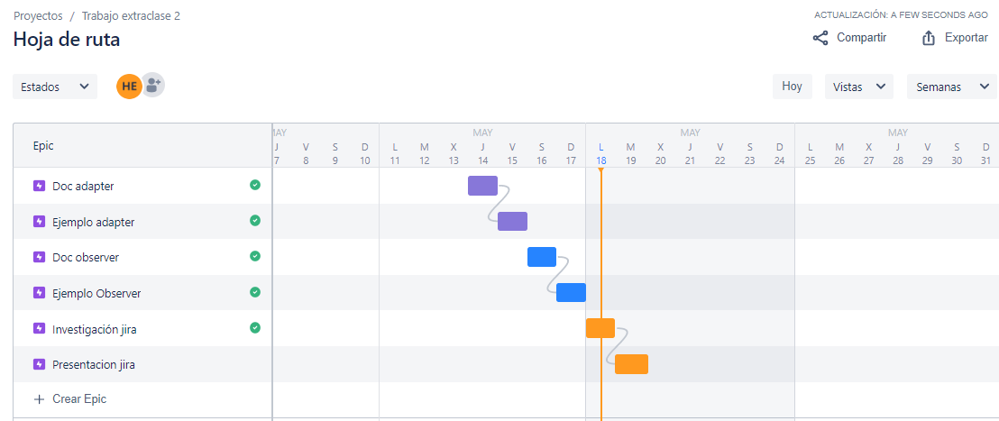 Proyectos / Trabajo extraclase 2
ACTUALIZACIÓN: A FEW SECONDS AGO
Hoja de ruta
Compartir Exportar
Estados HE Hoy Vistas Semanas
Epic
MAY MAY MAY MAY
J V S D L M X J V S D L M X J V S D L M X J V S D
7 8 9 10 11 12 13 14 15 16 17 18 19 20 21 22 23 24 25 26 27 28 29 30 31
Doc adapter
Ejemplo adapter
Doc observer
Ejemplo Observer
Investigación jira
Presentacion jira
+ Crear Epic